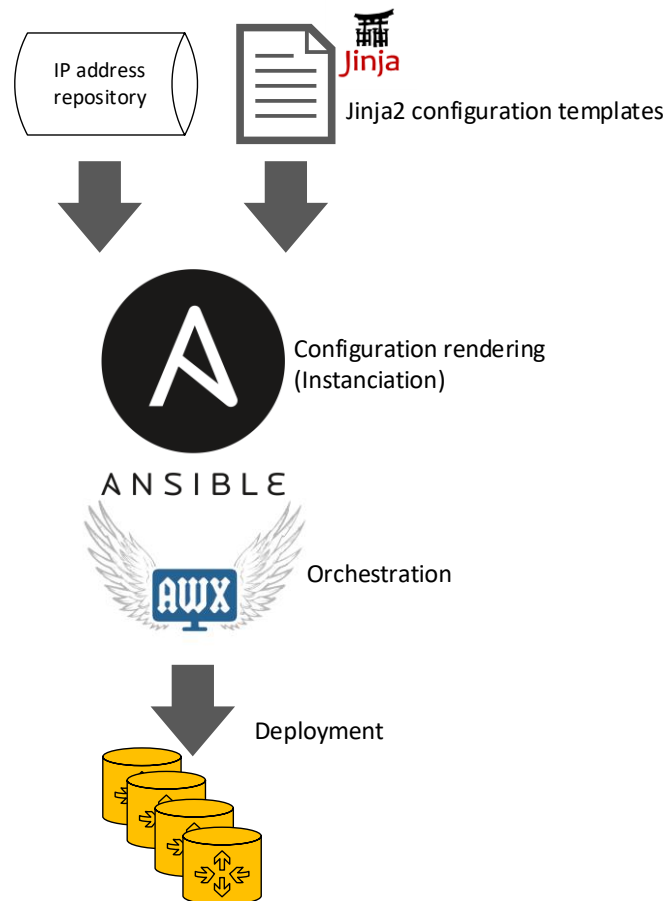 IP address
repository
Jinja
Jinja2 configuration templates
Configuration rendering
(Instanciation)
ANSIBLE
AWX
Orchestration
Deployment